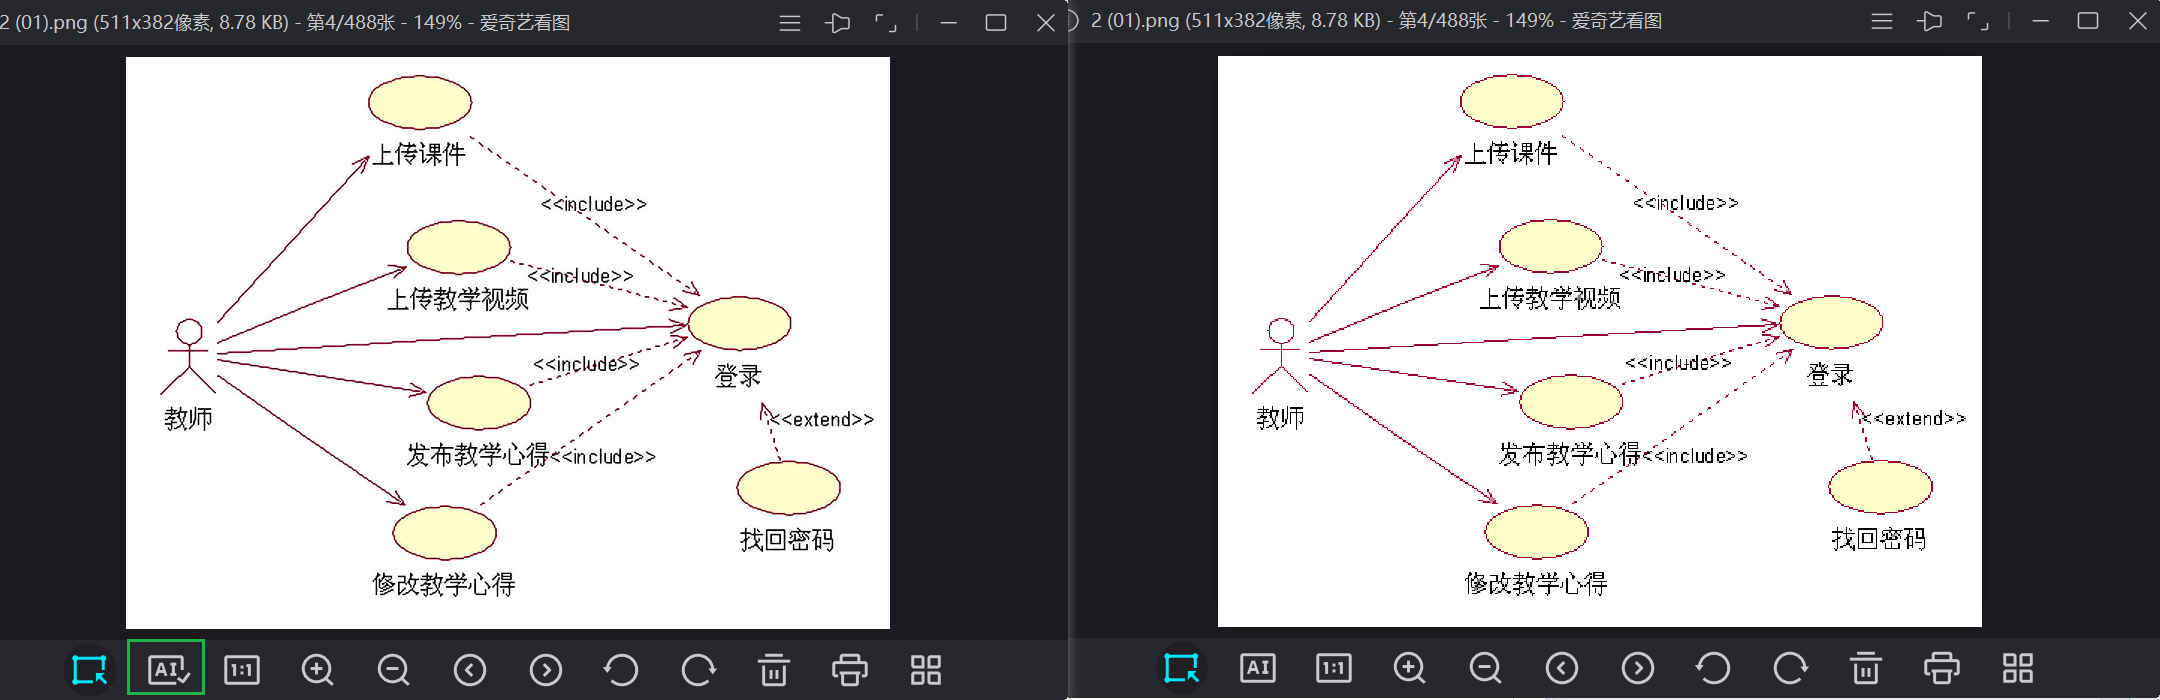 2 (01).png (511x382像素, 8.78 KB) - 第4/488张 - 149% - 爱奇艺看图
上传课件
<<include>>
<<include>>
上传教学视频
<<include>>
登录
教师
<<extend>>
发布教学心得<<include>>
找回密码
修改教学心得
AI
1:1
2 (01).png (511x382像素, 8.78 KB) - 第4/488张 - 149% - 爱奇艺看图
上传课件
<<include>>
<<include>>
上传教学视频
<<include>>
登录
教师
<<extend>>
发布教学心得<<include>>
找回密码
修改教学心得
AI
1:1